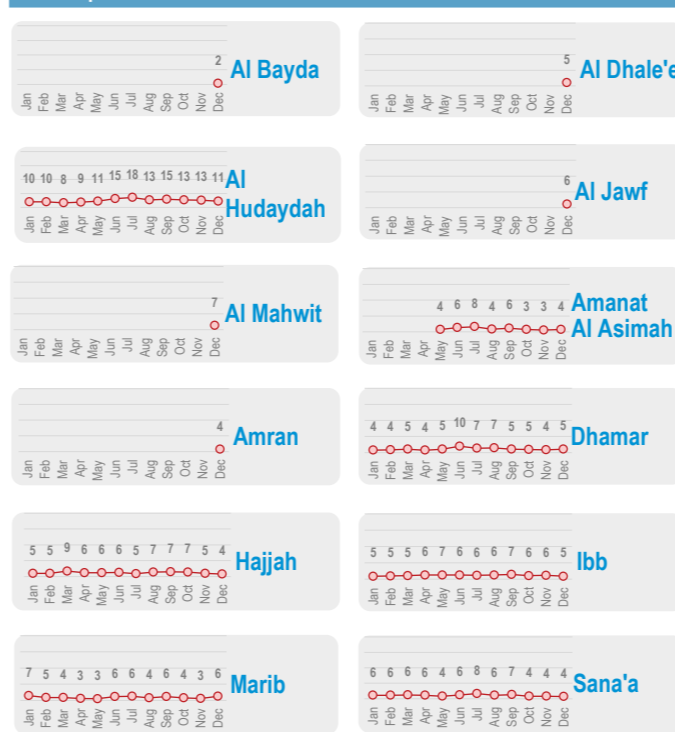 2
Al Bayda
Jan Feb Mar Apr May Jun Jul Aug Sep Oct Nov Dec
5
Al Dhale'e
Jan Feb Mar Apr May Jun Jul Aug Sep Oct Nov Dec
10 10 8 9 11 15 18 13 15 13 13 11
Al
Hudaydah
Jan Feb Mar Apr May Jun Jul Aug Sep Oct Nov Dec
6
Al Jawf
Jan Feb Mar Apr May Jun Jul Aug Sep Oct Nov Dec
7
Al Mahwit
Jan Feb Mar Apr May Jun Jul Aug Sep Oct Nov Dec
4 6 8 4 6 3 3 4
Amanat
Al Asimah
Jan Feb Mar Apr May Jun Jul Aug Sep Oct Nov Dec
4
Amran
Jan Feb Mar Apr May Jun Jul Aug Sep Oct Nov Dec
4 4 5 4 5 10 7 7 5 5 4 5
Dhamar
Jan Feb Mar Apr May Jun Jul Aug Sep Oct Nov Dec
5 5 9 6 6 6 5 7 7 7 5 4
Hajjah
Jan Feb Mar Apr May Jun Jul Aug Sep Oct Nov Dec
5 5 5 6 7 6 6 6 7 6 6 5
Ibb
Jan Feb Mar Apr May Jun Jul Aug Sep Oct Nov Dec
7 5 4 3 3 6 6 4 6 4 3 6
Marib
Jan Feb Mar Apr May Jun Jul Aug Sep Oct Nov Dec
6 6 6 6 4 6 8 6 7 4 4 4
Sana'a
Jan Feb Mar Apr May Jun Jul Aug Sep Oct Nov Dec